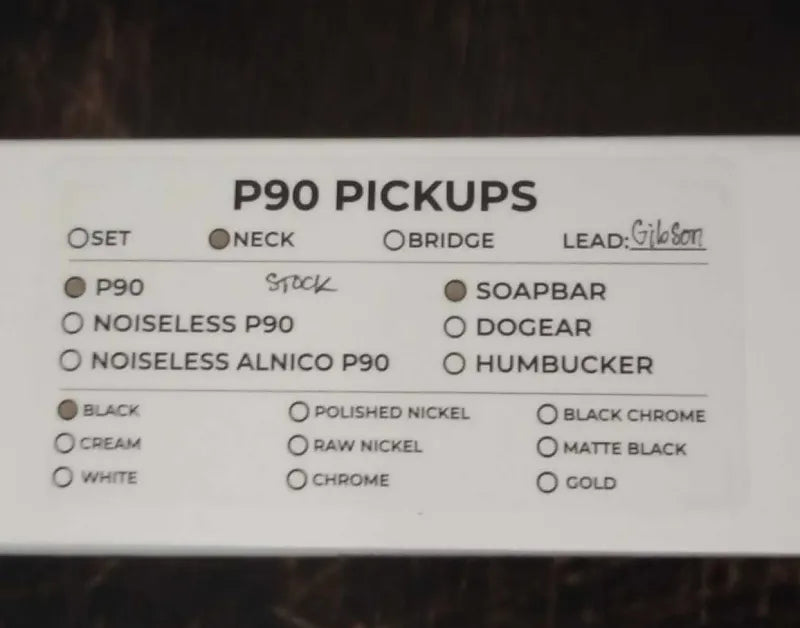 P90 PICKUPS
SET NECK BRIDGE LEAD: Gibson
P90 STOCK SOAPBAR
NOISELESS P90 DOGEAR
NOISELESS ALNICO P90 HUMBUCKER
BLACK POLISHED NICKEL BLACK CHROME
CREAM RAW NICKEL MATTE BLACK
WHITE CHROME GOLD